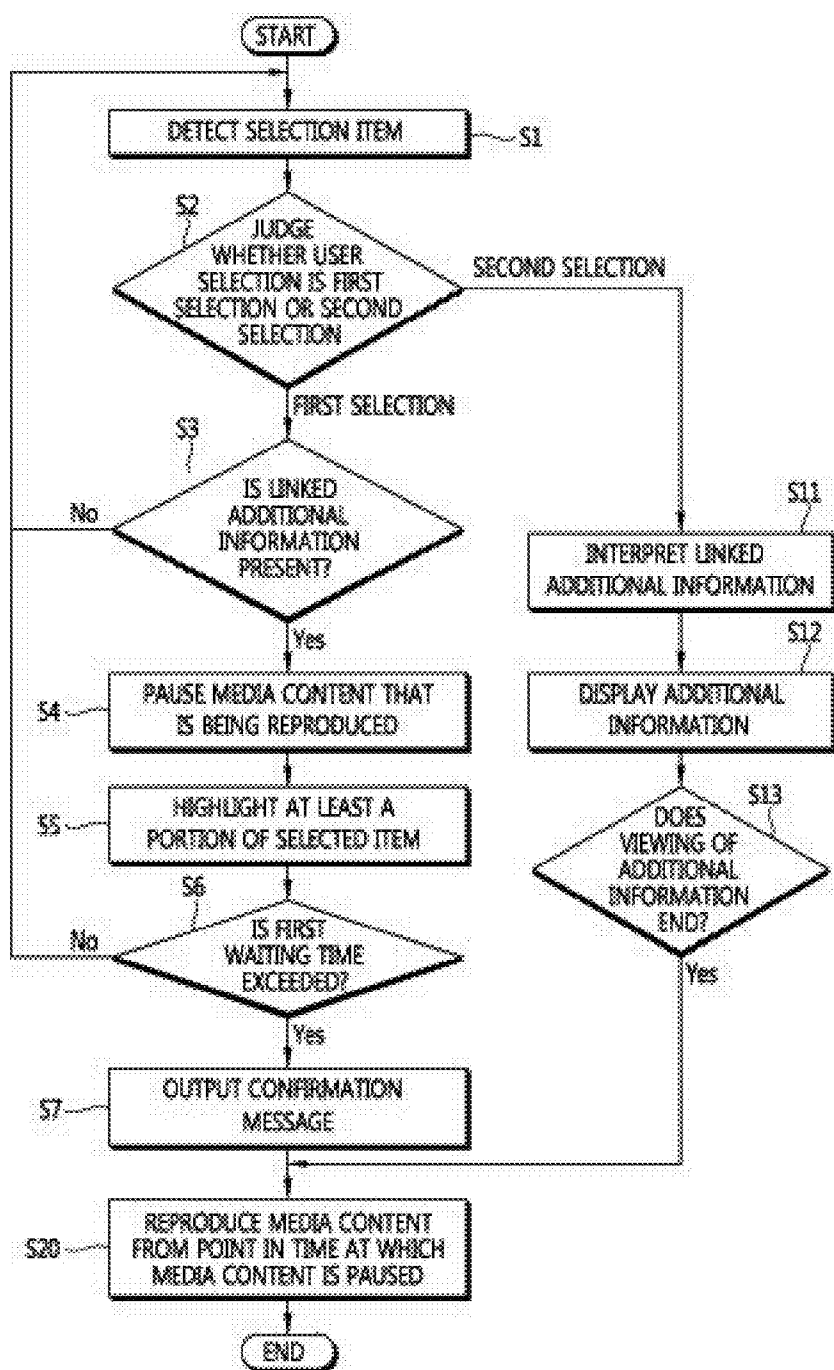 START
DETECT SELECTION ITEM
S1
S2
JUDGE
WHETHER USER
SELECTION IS FIRST
SELECTION OR SECOND
SELECTION
SECOND SELECTION
FIRST SELECTION
S3
IS LINKED
ADDITIONAL
INFORMATION
PRESENT?
No
Yes
S11
INTERPRET LINKED
ADDITIONAL INFORMATION
S4
PAUSE MEDIA CONTENT THAT
IS BEING REPRODUCED
S12
DISPLAY ADDITIONAL
INFORMATION
S5
HIGHLIGHT AT LEAST A
PORTION OF SELECTED ITEM
S13
DOES
VIEWING OF
ADDITIONAL
INFORMATION
END?
Yes
S6
IS FIRST
WAITING TIME
EXCEEDED?
No
Yes
S7
OUTPUT CONFIRMATION
MESSAGE
S20
REPRODUCE MEDIA CONTENT
FROM POINT IN TIME AT WHICH
MEDIA CONTENT IS PAUSED
END